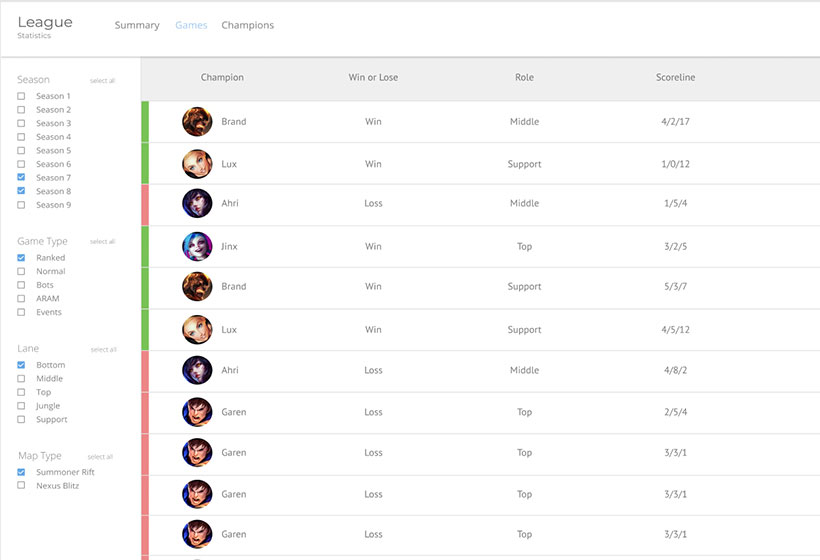 League
Statistics
Summary Games Champions
Season select all
Season 1
Season 2
Season 3
Season 4
Season 5
Season 6
Season 7
Season 8
Season 9
Game Type select all
Ranked
Normal
Bots
ARAM
Events
Lane select all
Bottom
Middle
Top
Jungle
Support
Map Type select all
Summoner Rift
Nexus Blitz
Champion Win or Lose Role Scoreline
Brand Win Middle 4/2/17
Lux Win Support 1/0/12
Ahri Loss Middle 1/5/4
Jinx Win Top 3/2/5
Brand Win Support 5/3/7
Lux Win Support 4/5/12
Ahri Loss Middle 4/8/2
Garen Loss Top 2/5/4
Garen Loss Top 3/3/1
Garen Loss Top 3/3/1
Garen Loss Top 3/3/1